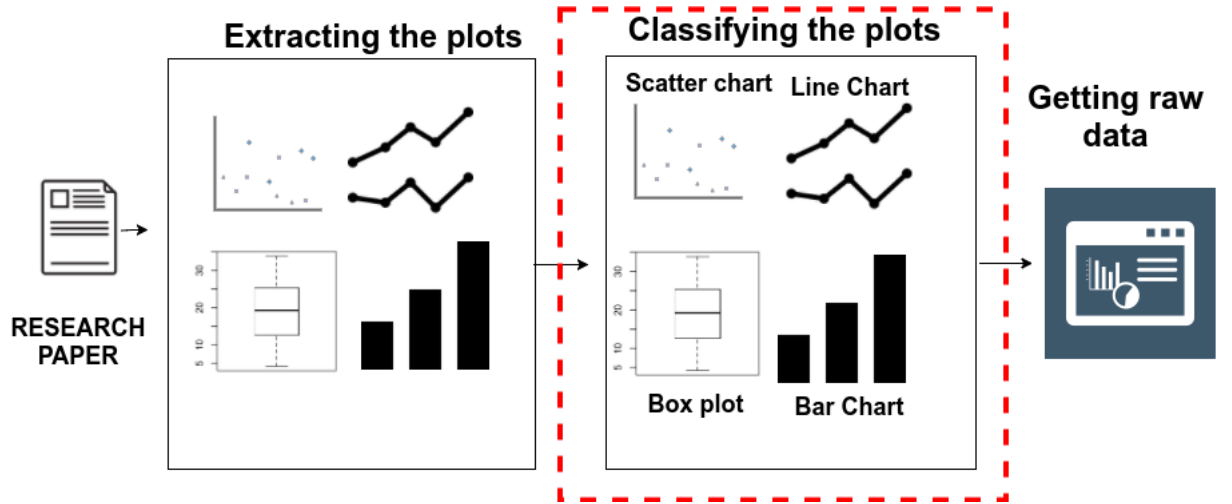 Extracting the plots
Classifying the plots
Scatter chart
Line Chart
Getting raw
data
RESEARCH
PAPER
30
20
10
5
30
20
10
5
Box plot
Bar Chart